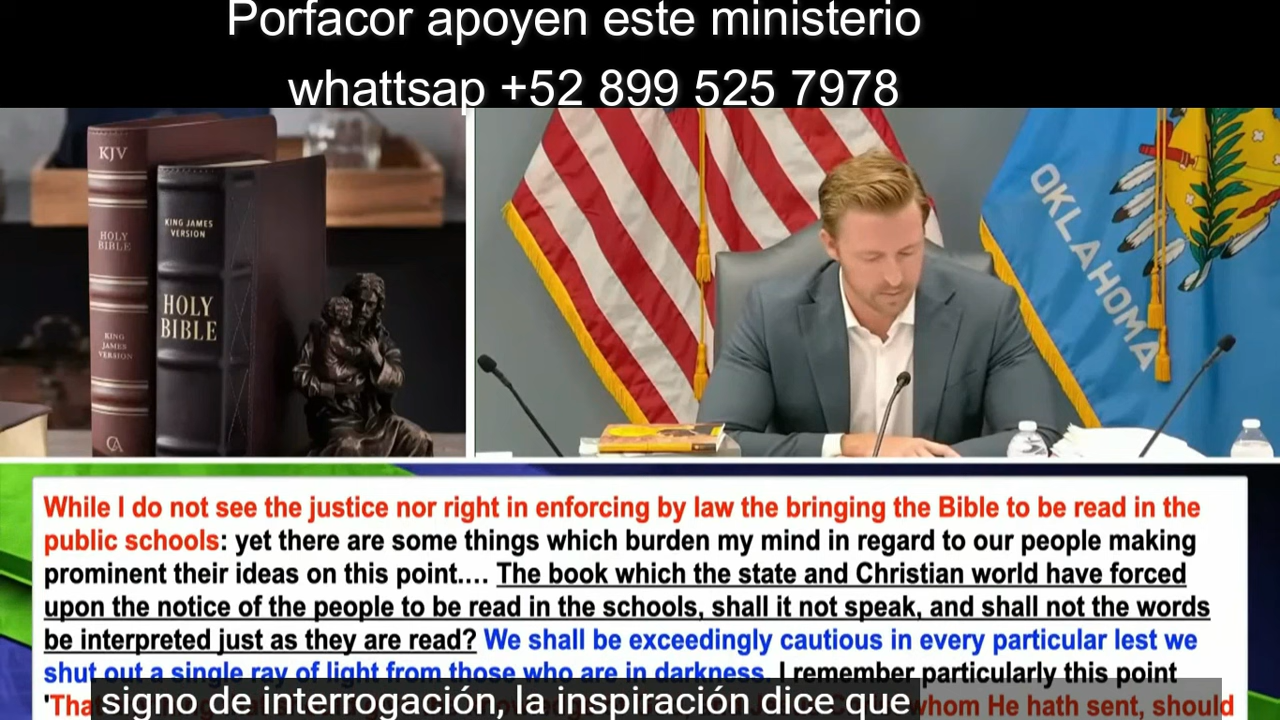 Porfacor apoyen este ministerio
whattsap +52 899 525 7978
KJV
HOLY
BIBLE
KING
JAMES
VERSION
KING JAMES
VERSION
HOLY
BIBLE
OKLAHOMA
While I do not see the justice nor right in enforcing by law the bringing the Bible to be read in the
public schools: yet there are some things which burden my mind in regard to our people making
prominent their ideas on this point.... The book which the state and Christian world have forced
upon the notice of the people to be read in the schools, shall it not speak, and shall not the words
be interpreted just as they are read? We shall be exceedingly cautious in every particular lest we
shut out a single ray of light from those who are in darkness. I remember particularly this point
whom He hath sent, should
signo de interrogación, la inspiración dice que